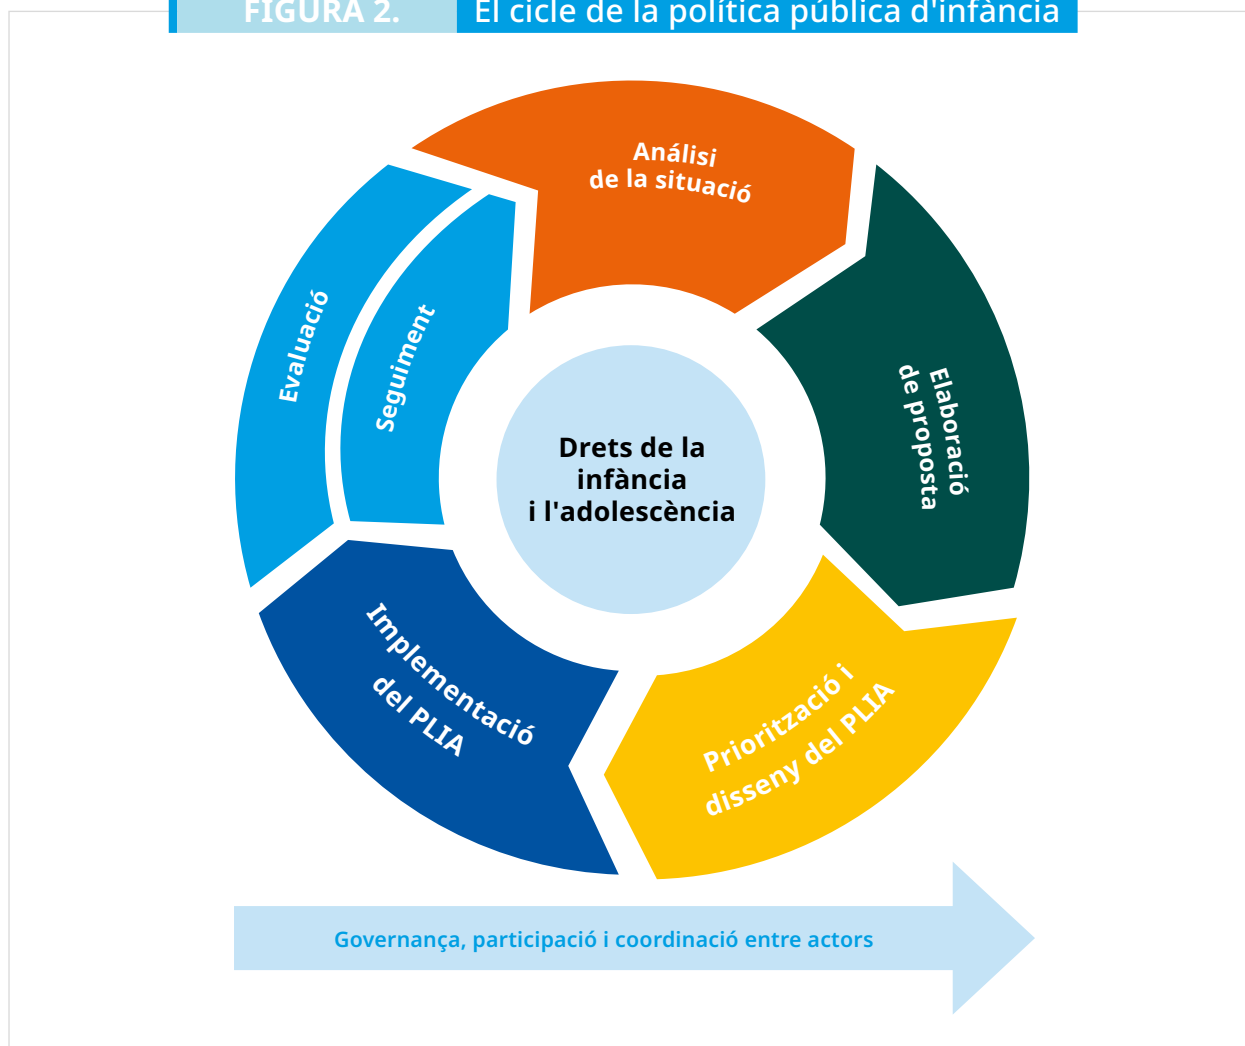 FIGURA 2.
El cicle de la política pública d'infància
Análisi
de la situació
Elaboració
de proposta
Priorització i
disseny del PLIA
Implementació
del PLIA
Evaluació
Seguiment
Drets de la
infància
i l'adolescència
Governança, participació i coordinació entre actors